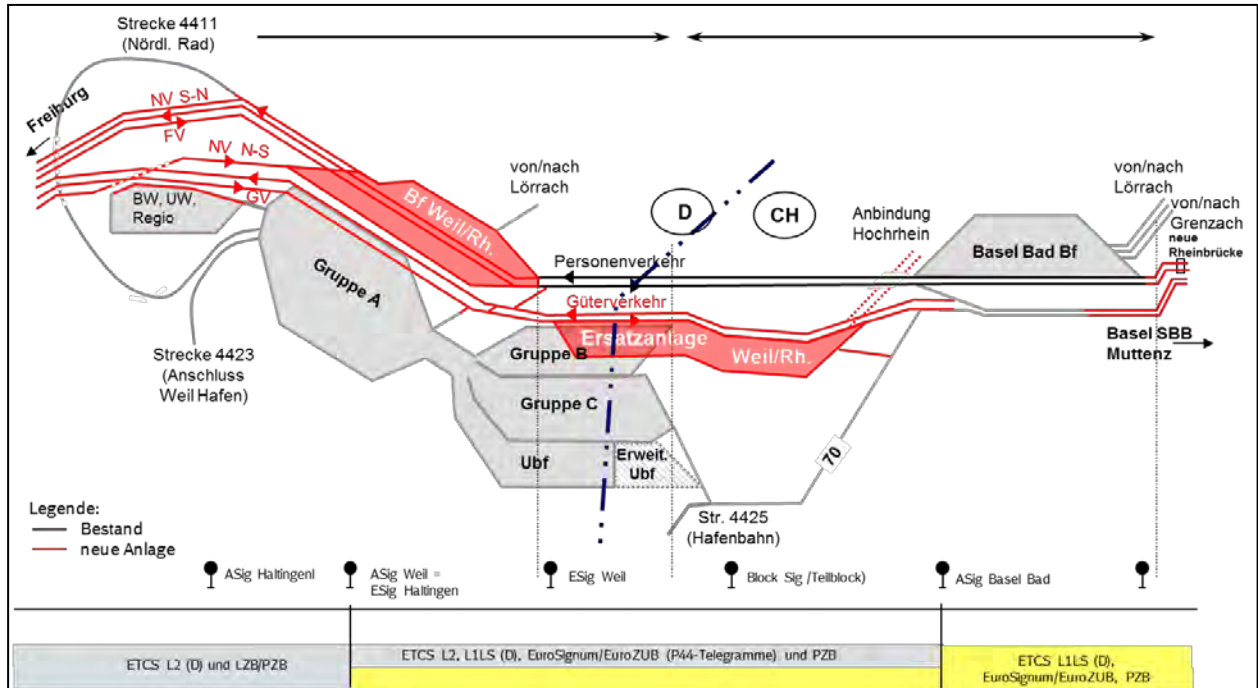 Strecke 4411
(Nördl. Rad)
Freiburg
NV S-N
FV
NV N-S
GV
BW, UW,
Regio
Bf Weil/Rh.
von/nach
Lörrach
D
CH
Anbindung
Hochrhein
von/nach
Lörrach
von/nach
Grenzach
neue
Rheinbrücke
Basel Bad Bf
Personenverkehr
Güterverkehr
Gruppe A
Ersatzanlage
Weil/Rh.
Gruppe B
Gruppe C
Ubf
Erweit.
Ubf
Basel SBB
Muttenz
Strecke 4423
(Anschluss
Weil Hafen)
70
Str. 4425
(Hafenbahn)
Legende:
Bestand
neue Anlage
ASig Haltingenl
ASig Weil =
ESig Haltingen
ESig Weil
Block Sig /Teilblock)
ASig Basel Bad
ETCS L2 (D) und LZB/PZB
ETCS L2, L1LS (D), EuroSignum/EuroZUB (P44-Telegramme) und PZB
ETCS L1LS (D),
EuroSignum/EuroZUB, PZB